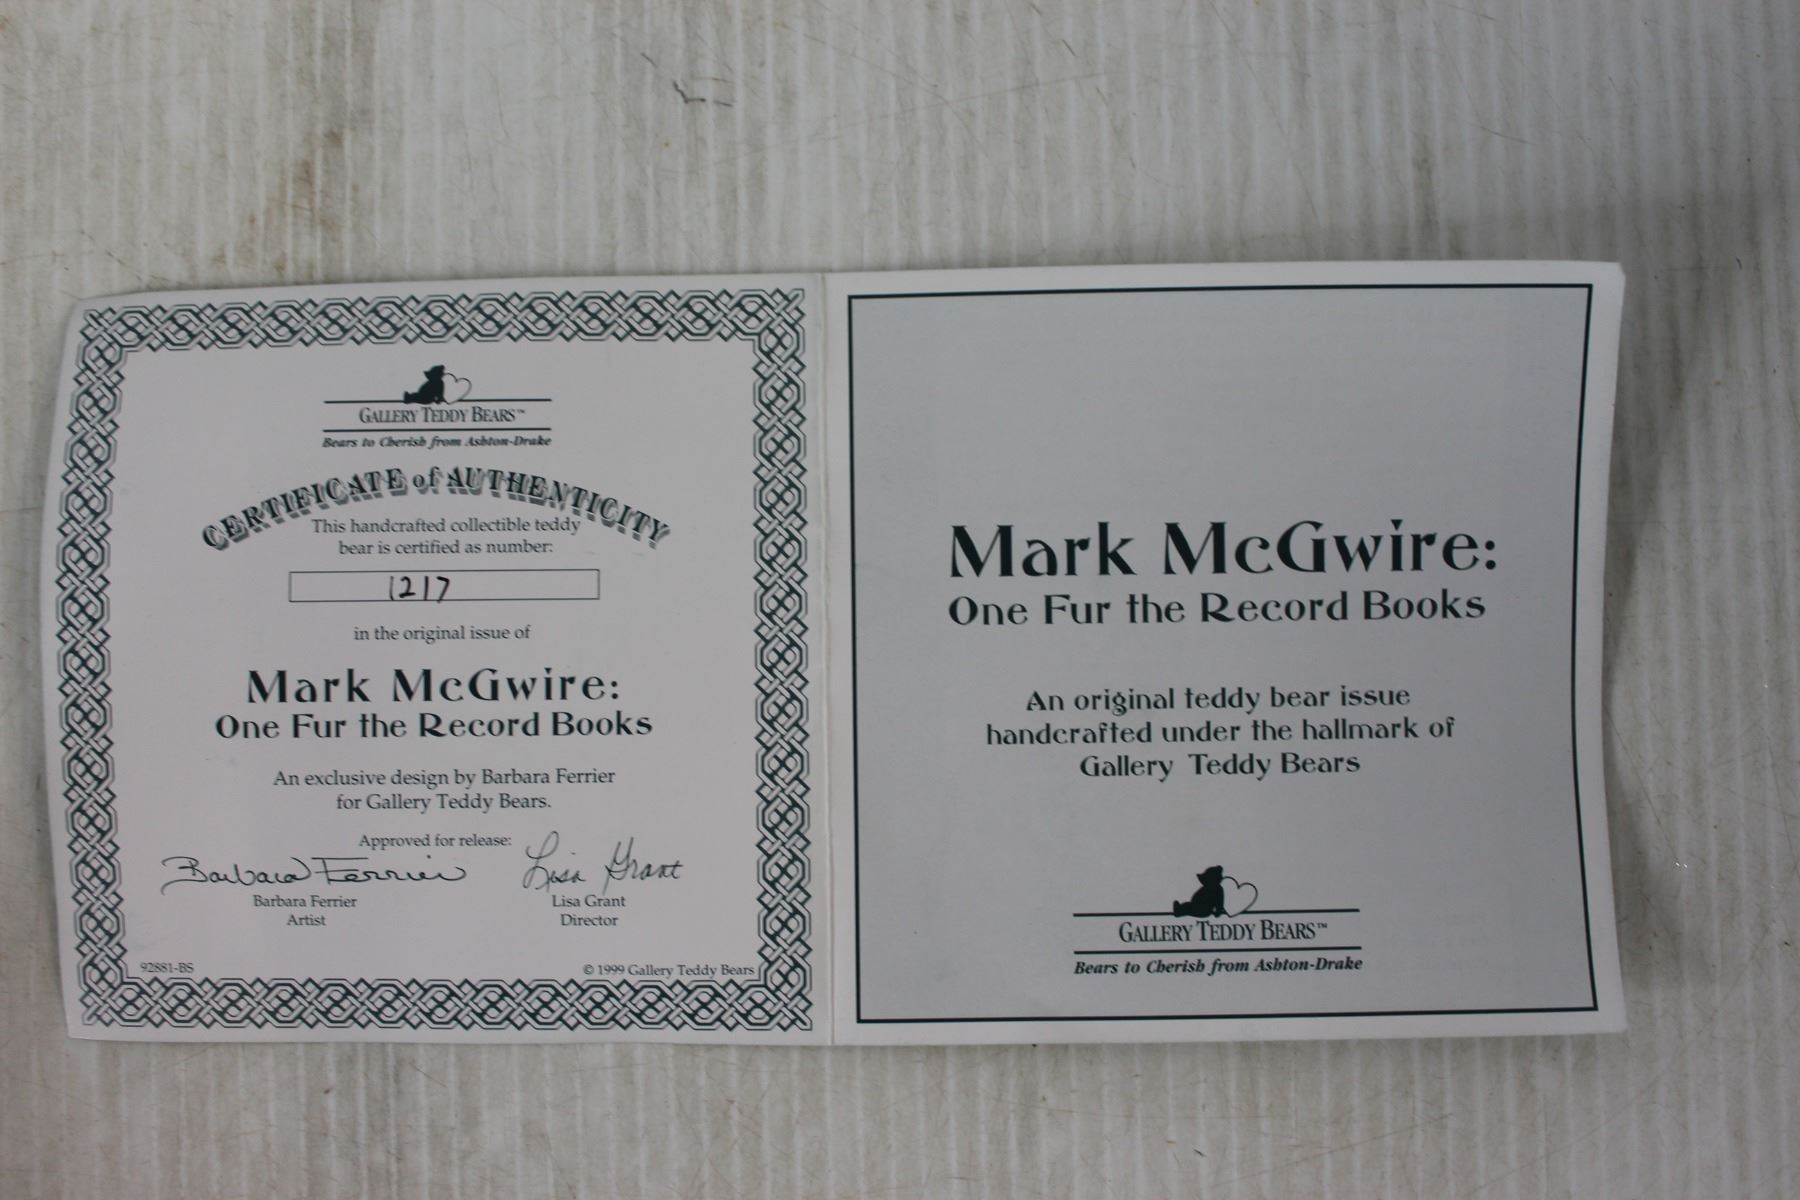 GALLERY TEDDY BEARS™
Bears to Cherish from Ashton-Drake
CERTIFICATE of AUTHENTICITY
This handcrafted collectible teddy
bear is certified as number:
1217
in the original issue of
Mark McGwire:
One Fur the Record Books
An exclusive design by Barbara Ferrier
for Gallery Teddy Bears.
Approved for release:
Barbara Ferrier Lisa Grant
Barbara Ferrier Lisa Grant
Artist Director
92881-BS © 1999 Gallery Teddy Bears
Mark McGwire:
One Fur the Record Books
An original teddy bear issue
handcrafted under the hallmark of
Gallery Teddy Bears
GALLERY TEDDY BEARS™
Bears to Cherish from Ashton-Drake